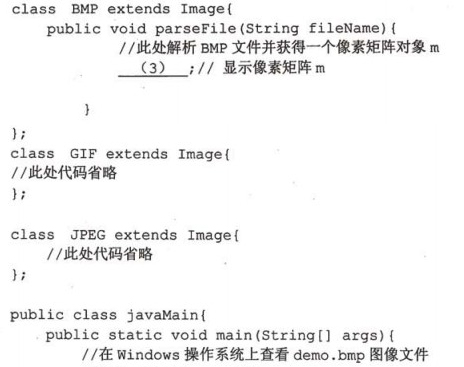 class BMP extends Image{
public void parseFile(String fileName){
//此处解析 BMP 文件并获得一个像素矩阵对象 m
（3） ;// 显示像素矩阵 m
}
};
class GIF extends Image{
//此处代码省略
};
class JPEG extends Image{
//此处代码省略
};
public class javaMain{
public static void main(String[] args){
//在 Windows 操作系统上查看 demo.bmp 图像文件